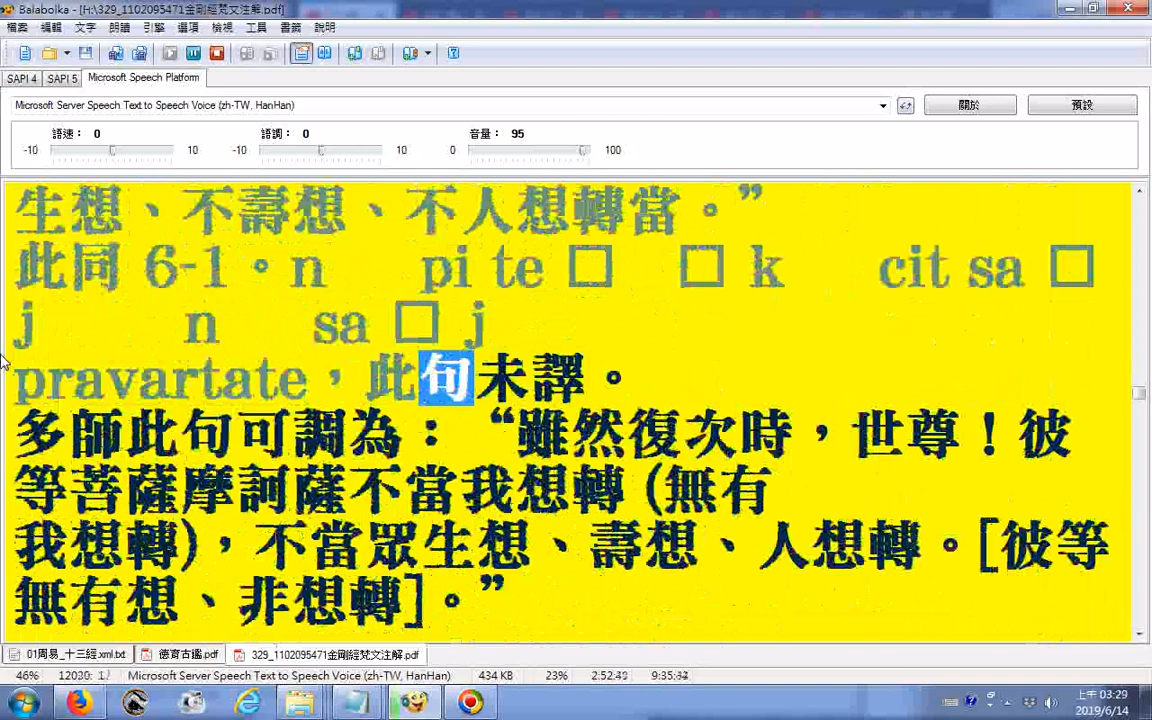 Balabolka - [H:\329_1102095471金剛經梵文注解.pdf]
檔案 編輯 文字 朗讀 引擎 選項 檢視 工具 書籤 說明
SAPI 4 SAPI 5 Microsoft Speech Platform
Microsoft Server Speech Text to Speech Voice (zh-TW, HanHan) 關於 預設
語速： 0 語調： 0 音量： 95
-10 10 -10 10 0 100
生想、不壽想、不人想轉當。”
此同 6-1。n pi te □ □ k cit sa □
j n sa □ j
pravartate，此句未譯。
多師此句可調為：“雖然復次時，世尊！彼
等菩薩摩訶薩不當我想轉 (無有
我想轉)，不當眾生想、壽想、人想轉。[彼等
無有想、非想轉]。”
01周易_十三經.xml.txt 德育古鑑.pdf 329_1102095471金剛經梵文注解.pdf
46% Microsoft Server Speech Text to Speech Voice (zh-TW, HanHan) 434 KB 23%
上午 03:29
2019/6/14